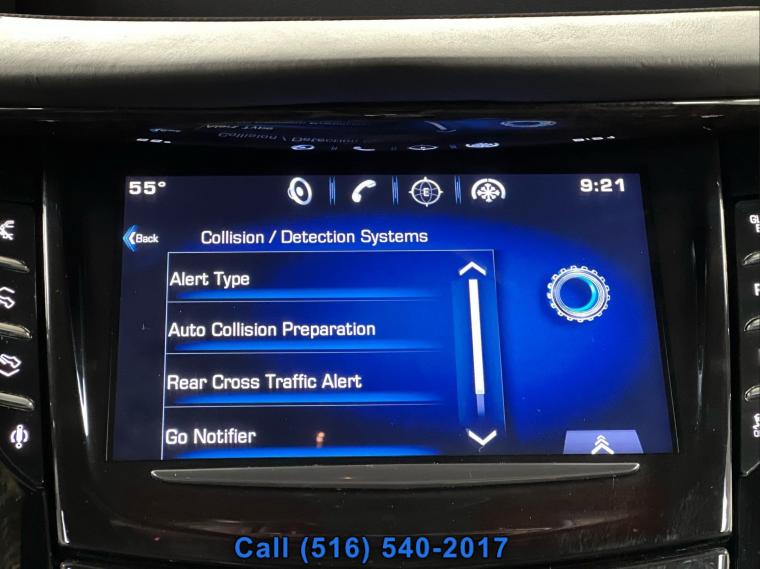 55°
9:21
Back
Collision / Detection Systems
Alert Type
Auto Collision Preparation
Rear Cross Traffic Alert
Go Notifier
Call (516) 540-2017